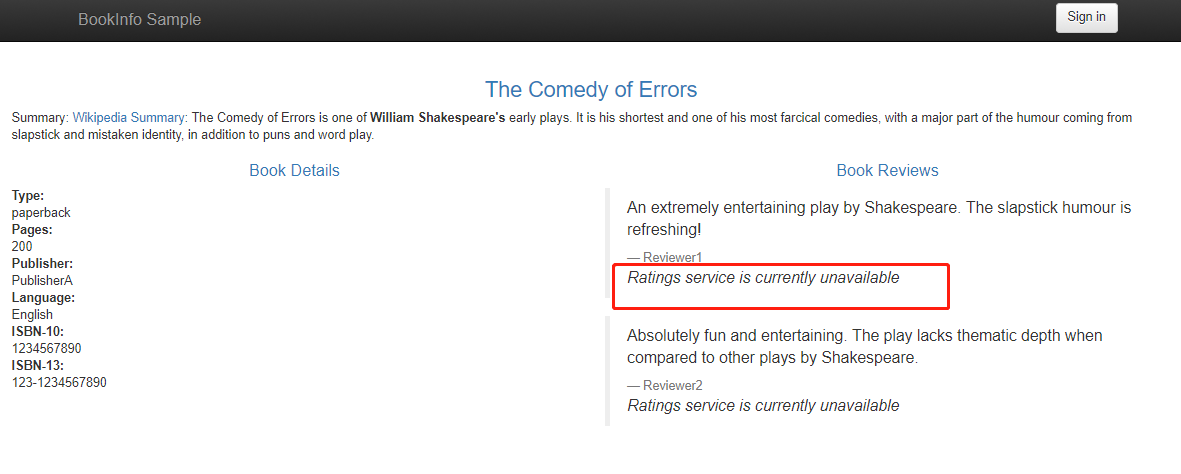 BookInfo Sample
Sign in
The Comedy of Errors
Summary: Wikipedia Summary: The Comedy of Errors is one of William Shakespeare's early plays. It is his shortest and one of his most farcical comedies, with a major part of the humour coming from
slapstick and mistaken identity, in addition to puns and word play.
Book Details
Type:
paperback
Pages:
200
Publisher:
PublisherA
Language:
English
ISBN-10:
1234567890
ISBN-13:
123-1234567890
Book Reviews
An extremely entertaining play by Shakespeare. The slapstick humour is
refreshing!
— Reviewer1
Ratings service is currently unavailable
Absolutely fun and entertaining. The play lacks thematic depth when
compared to other plays by Shakespeare.
— Reviewer2
Ratings service is currently unavailable